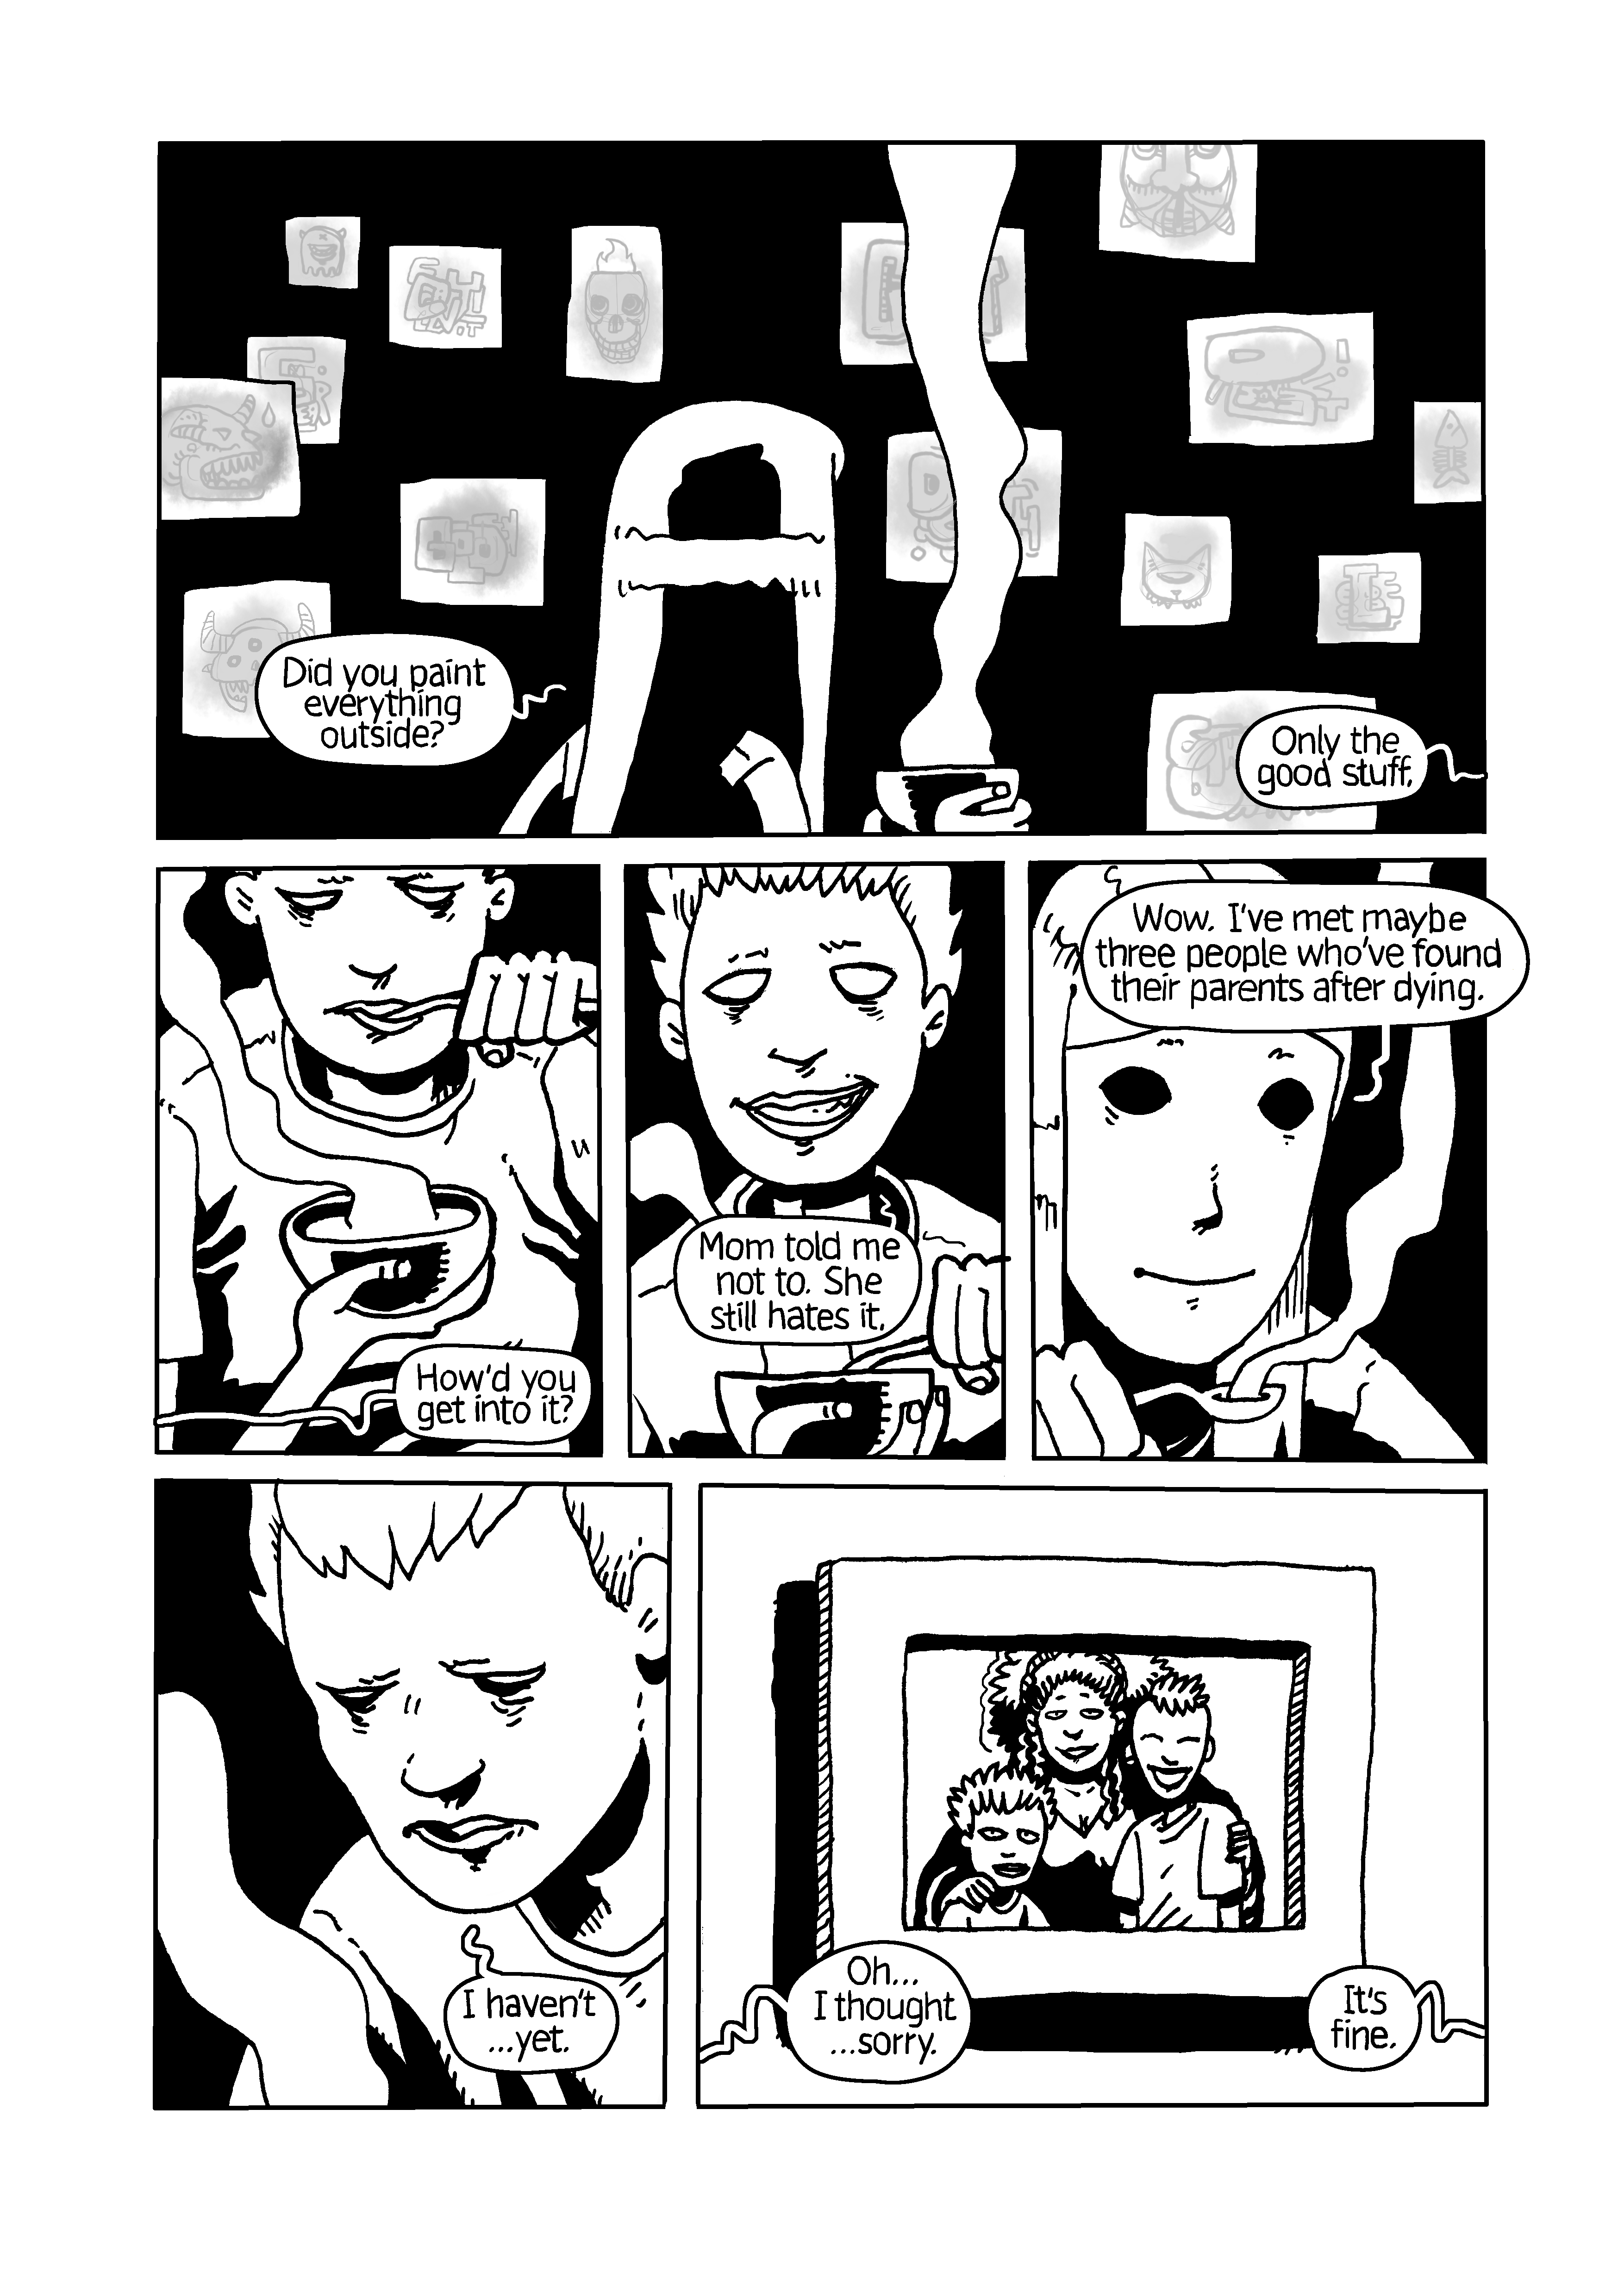 Did you paint
everything
outside?
Only the
good stuff.
How'd you
get into it?
Mom told me
not to. She
still hates it.
Wow. I've met maybe
three people who've found
their parents after dying.
I haven't
...yet.
Oh...
I thought
...sorry.
It's
fine.